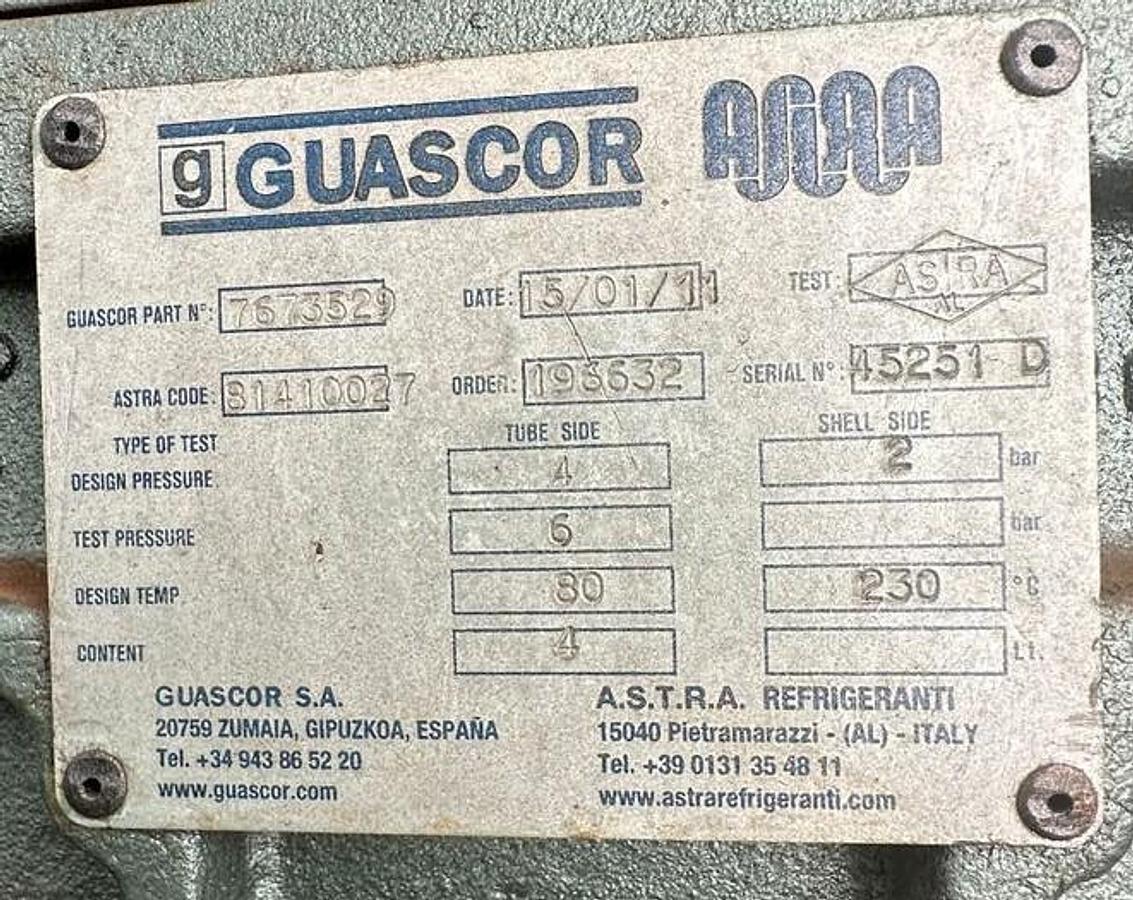 g GUASCOR ASTRA
GUASCOR PART N°: 7673529 DATE: 15/01/11 TEST: ASTRA AL
ASTRA CODE: 81410027 ORDER: 193632 SERIAL N°: 45251-D
TYPE OF TEST TUBE SIDE SHELL SIDE
DESIGN PRESSURE 4 2 bar
TEST PRESSURE 6 bar
DESIGN TEMP. 80 230 °C
CONTENT 4 Lt.
GUASCOR S.A.
20759 ZUMAIA, GIPUZKOA, ESPAÑA
Tel. +34 943 86 52 20
www.guascor.com
A.S.T.R.A. REFRIGERANTI
15040 Pietramarazzi - (AL) - ITALY
Tel. +39 0131 35 48 11
www.astrarefrigeranti.com